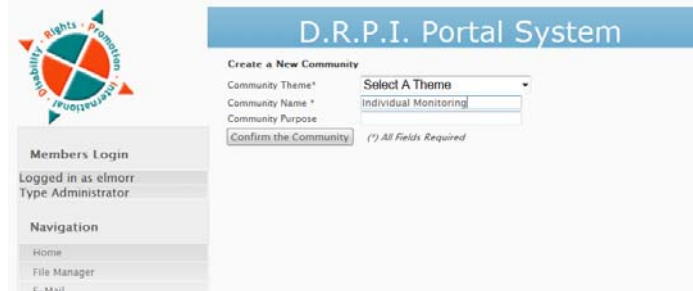 Disability · Rights · Promotion · International
D.R.P.I. Portal System
Create a New Community
Community Theme* Select A Theme
Community Name * Individual Monitoring
Community Purpose
Confirm the Community (*) All Fields Required
Members Login
Logged in as elmorr
Type Administrator
Navigation
Home
File Manager
E-Mail